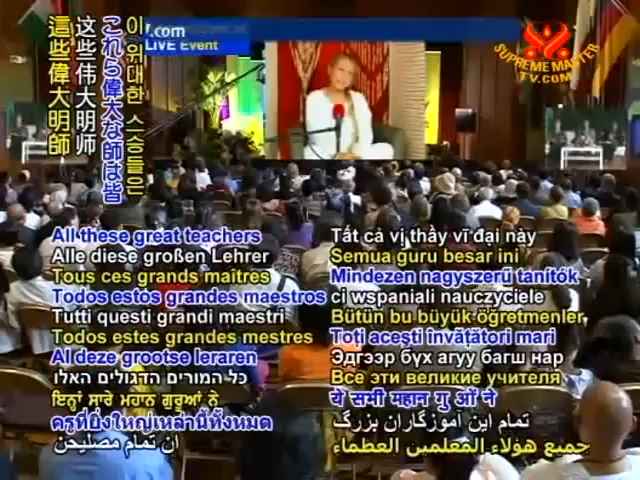 .com
LIVE Event
SUPREME MASTER
TV.COM
這些偉大明師
这些伟大明师
これら偉大な師は皆
이 위대한 스승들은
All these great teachers
Alle diese großen Lehrer
Tous ces grands maîtres
Todos estos grandes maestros
Tutti questi grandi maestri
Todos estes grandes mestres
Al deze grootse leraren
כל המורים הדגולים האלו
ਇਨ੍ਹਾਂ ਸਾਰੇ ਮਹਾਨ ਗੁਰੂਆਂ ਨੇ
ครูที่ยิ่งใหญ่เหล่านี้ทั้งหมด
ان تمام مصلیحن
Tất cả vị thầy vĩ đại này
Semua guru besar ini
Mindezen nagyszerű tanítók
ci wspaniali nauczyciele
Bütün bu büyük öğretmenler,
Toți acești învățători mari
Эдгээр бүх агуу багш нар
Все эти великие учителя
ये सभी महान गु ओं ने
تمام این آموزگاران بزرگ
جميع هؤلاء المعلمين العظماء